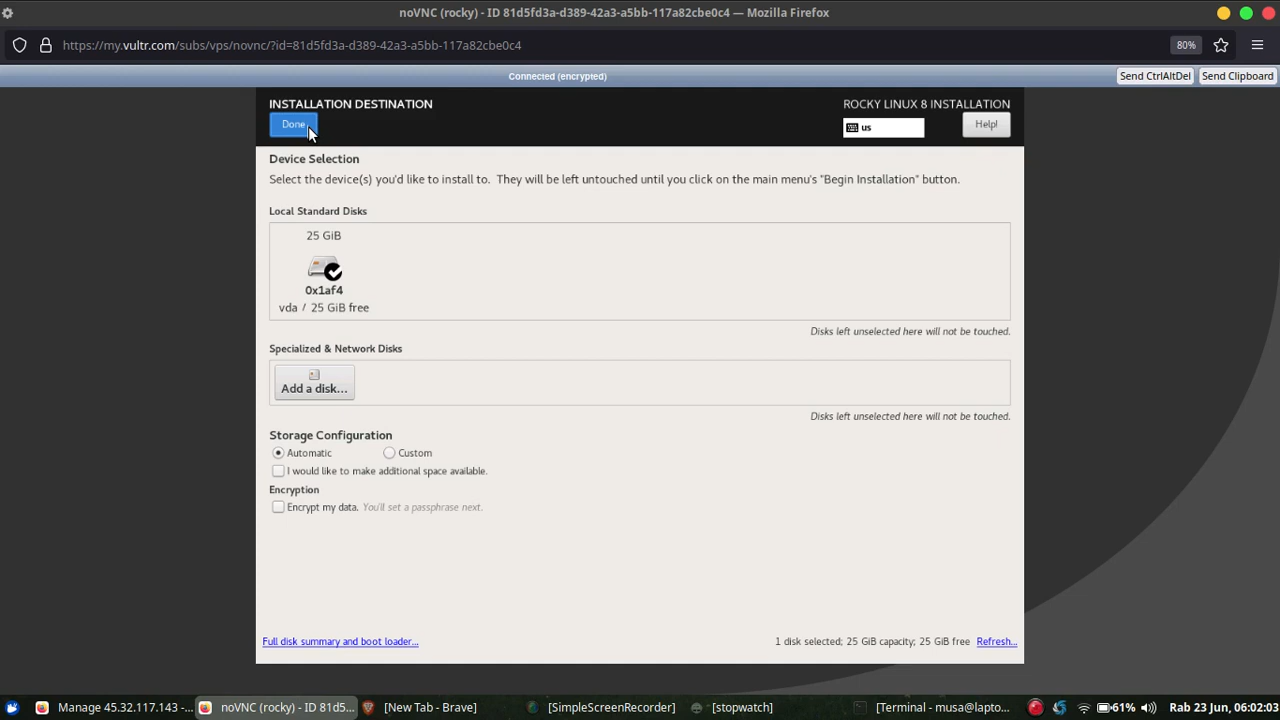 noVNC (rocky) - ID 81d5fd3a-d389-42a3-a5bb-117a82cbe0c4 — Mozilla Firefox
https://my.vultr.com/subs/vps/novnc/?id=81d5fd3a-d389-42a3-a5bb-117a82cbe0c4
80%
Connected (encrypted)
Send CtrlAltDel
Send Clipboard
INSTALLATION DESTINATION
ROCKY LINUX 8 INSTALLATION
Done
us
Help!
Device Selection
Select the device(s) you'd like to install to. They will be left untouched until you click on the main menu's "Begin Installation" button.
Local Standard Disks
25 GiB
0x1af4
vda / 25 GiB free
Disks left unselected here will not be touched.
Specialized & Network Disks
Add a disk...
Disks left unselected here will not be touched.
Storage Configuration
Automatic
Custom
I would like to make additional space available.
Encryption
Encrypt my data. You'll set a passphrase next.
Full disk summary and boot loader...
1 disk selected; 25 GiB capacity; 25 GiB free
Refresh...
Manage 45.32.117.143 -...
noVNC (rocky) - ID 81d5...
[New Tab - Brave]
[SimpleScreenRecorder]
[stopwatch]
[Terminal - musa@lapto...
61%
Rab 23 Jun, 06:02:03